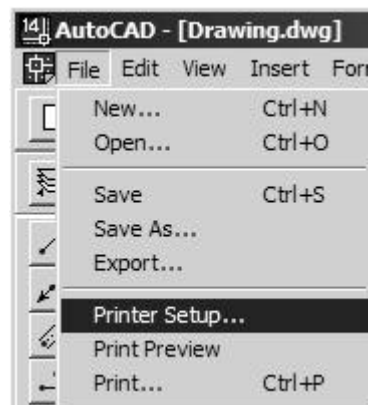 14 AutoCAD - [Drawing.dwg]
File Edit View Insert
New... Ctrl+N
Open... Ctrl+O
Save Ctrl+S
Save As...
Export...
Printer Setup...
Print Preview
Print... Ctrl+P